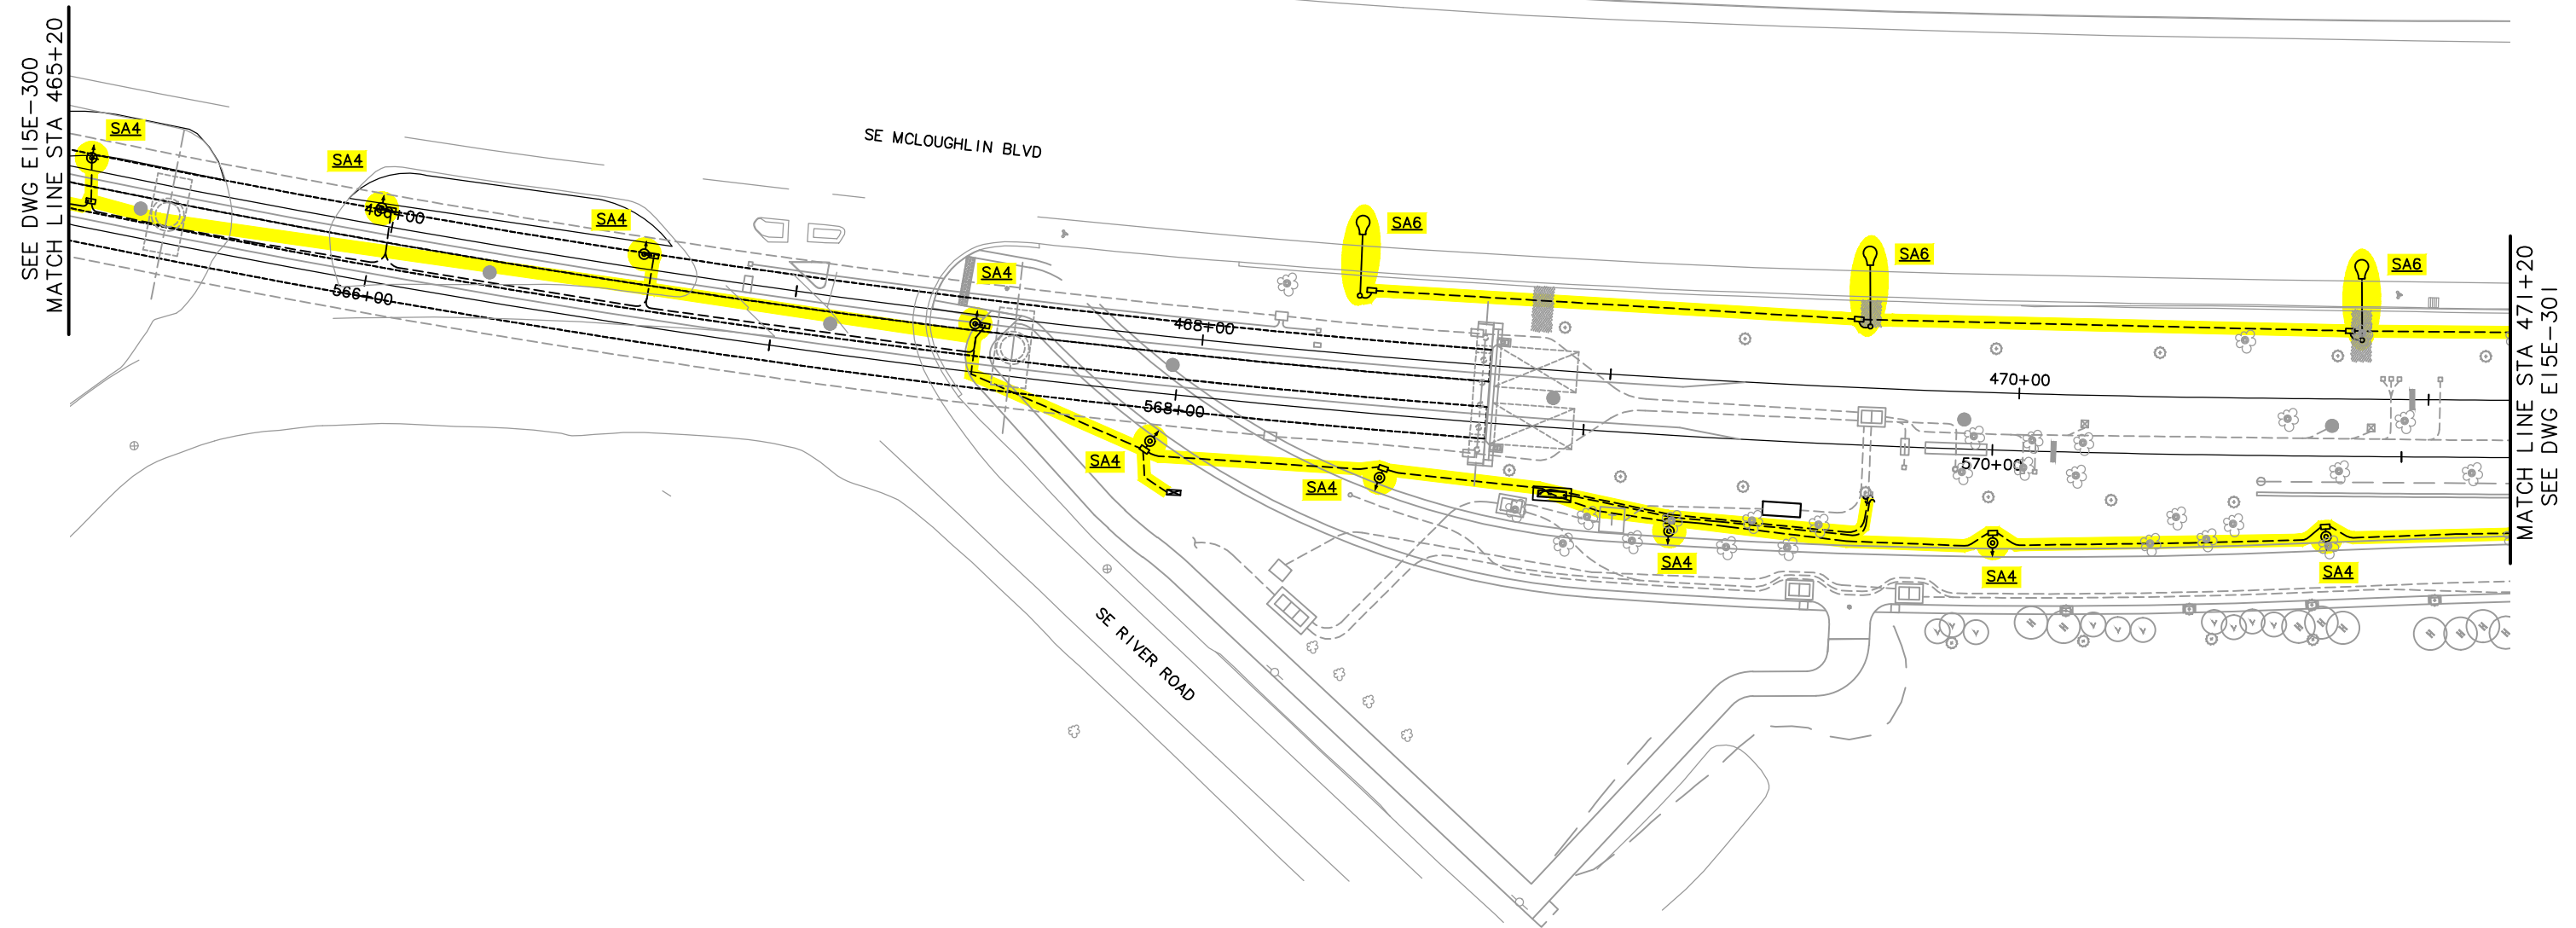 SEE DWG E15E-300
MATCH LINE STA 465+20
SA4
SA4
SA4
SE MCLOUGHLIN BLVD
SA4
SA6
SA6
SA6
566+00
468+00
568+00
470+00
570+00
SA4
SA4
SA4
SA4
SA4
SE RIVER ROAD
MATCH LINE STA 471+20
SEE DWG E15E-301